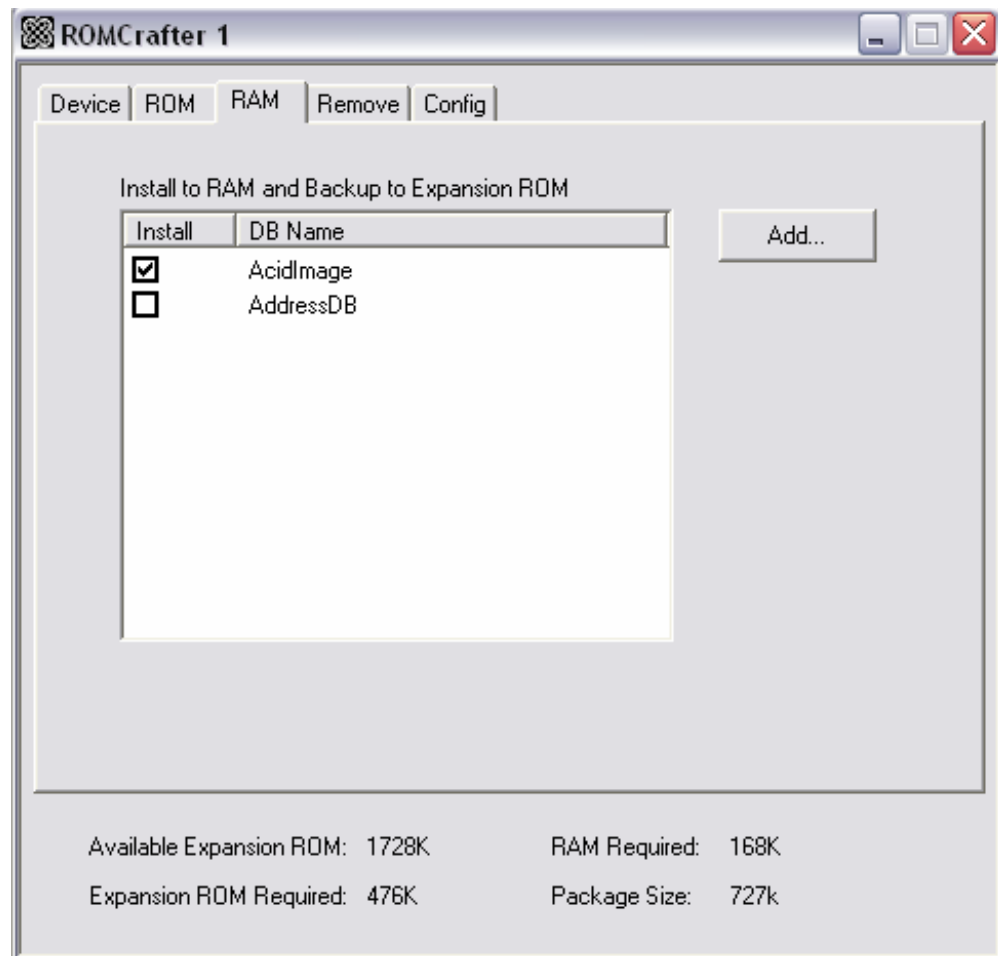 ROMCrafter 1
Device ROM RAM Remove Config
Install to RAM and Backup to Expansion ROM
Install DB Name
Add...
AcidImage
AddressDB
Available Expansion ROM: 1728K RAM Required: 168K
Expansion ROM Required: 476K Package Size: 727k